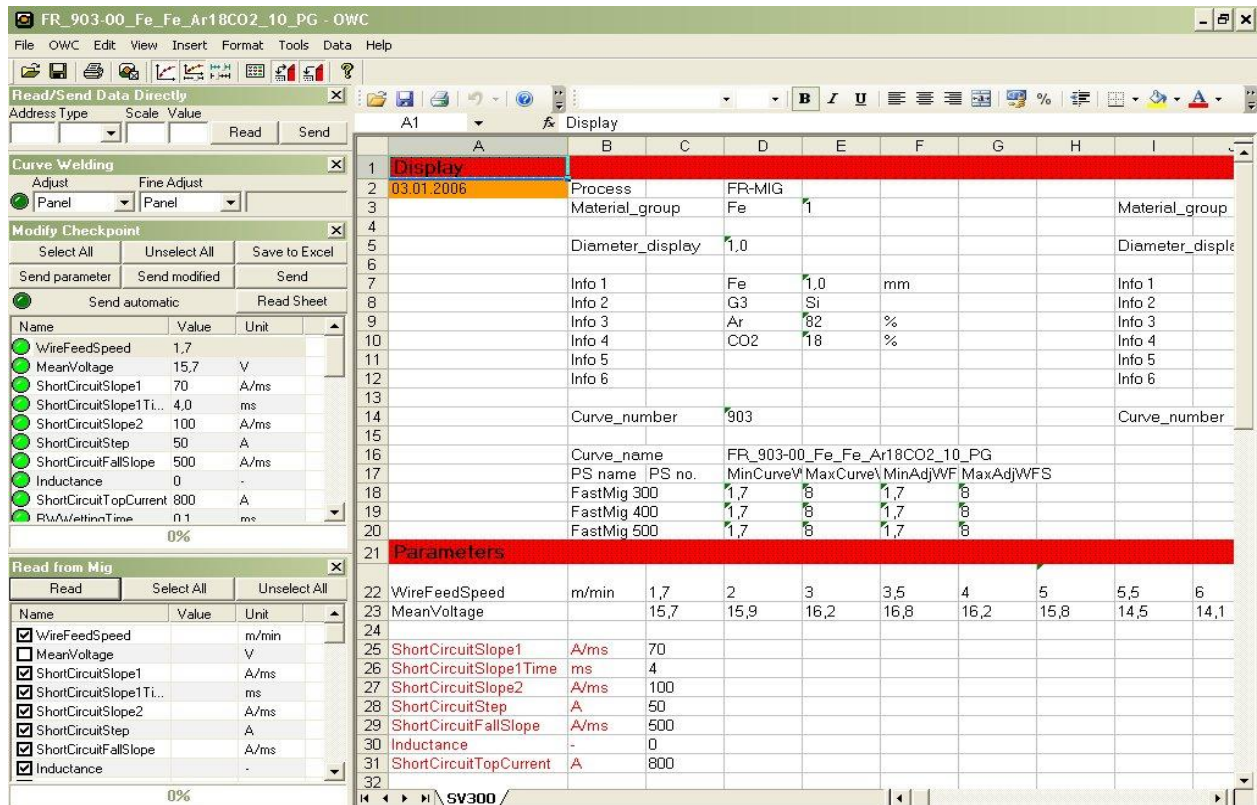 FR_903-00_Fe_Fe_Ar18CO2_10_PG - OWC
File OWC Edit View Insert Format Tools Data Help
Read/Send Data Directly
Address Type Scale Value
Read Send
Curve Welding
Adjust Fine Adjust
Panel Panel
Modify Checkpoint
Select All Unselect All Save to Excel
Send parameter Send modified Send
Send automatic Read Sheet
Name Value Unit
WireFeedSpeed 1,7
MeanVoltage 15,7 V
ShortCircuitSlope1 70 A/ms
ShortCircuitSlope1Ti... 4,0 ms
ShortCircuitSlope2 100 A/ms
ShortCircuitStep 50 A
ShortCircuitFallSlope 500 A/ms
Inductance 0 -
ShortCircuitTopCurrent 800 A
RWWettingTime 0,1 ms
0%
Read from Mig
Read Select All Unselect All
Name Value Unit
WireFeedSpeed m/min
MeanVoltage V
ShortCircuitSlope1 A/ms
ShortCircuitSlope1Ti... ms
ShortCircuitSlope2 A/ms
ShortCircuitStep A
ShortCircuitFallSlope A/ms
Inductance -
0%
B I U % A
A1 fx Display
A B C D E F G H I
1 Display
2 03.01.2006 Process FR-MIG
3 Material_group Fe 1 Material_group
4
5 Diameter_display 1,0 Diameter_displa
6
7 Info 1 Fe 1,0 mm Info 1
8 Info 2 G3 Si Info 2
9 Info 3 Ar 82 % Info 3
10 Info 4 CO2 18 % Info 4
11 Info 5 Info 5
12 Info 6 Info 6
13
14 Curve_number 903 Curve_number
15
16 Curve_name FR_903-00_Fe_Fe_Ar18CO2_10_PG
17 PS name PS no. MinCurveW MaxCurveW MinAdjWF MaxAdjWFS
18 FastMig 300 1,7 8 1,7 8
19 FastMig 400 1,7 8 1,7 8
20 FastMig 500 1,7 8 1,7 8
21 Parameters
22 WireFeedSpeed m/min 1,7 2 3 3,5 4 5 5,5 6
23 MeanVoltage 15,7 15,9 16,2 16,8 16,2 15,8 14,5 14,1
24
25 ShortCircuitSlope1 A/ms 70
26 ShortCircuitSlope1Time ms 4
27 ShortCircuitSlope2 A/ms 100
28 ShortCircuitStep A 50
29 ShortCircuitFallSlope A/ms 500
30 Inductance - 0
31 ShortCircuitTopCurrent A 800
32
SV300